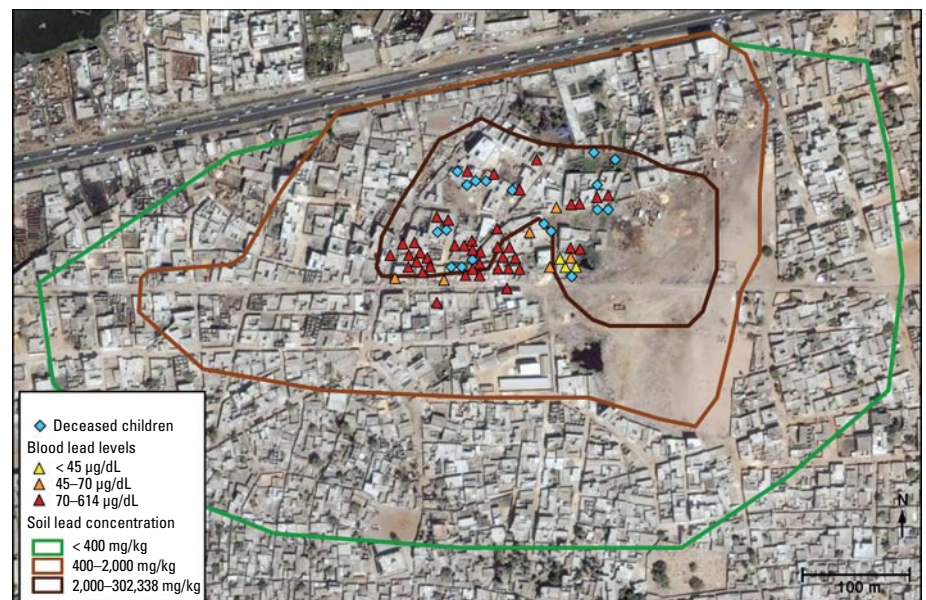 Deceased children
Blood lead levels
< 45 µg/dL
45–70 µg/dL
70–614 µg/dL
Soil lead concentration
< 400 mg/kg
400–2,000 mg/kg
2,000–302,338 mg/kg
N
100 m